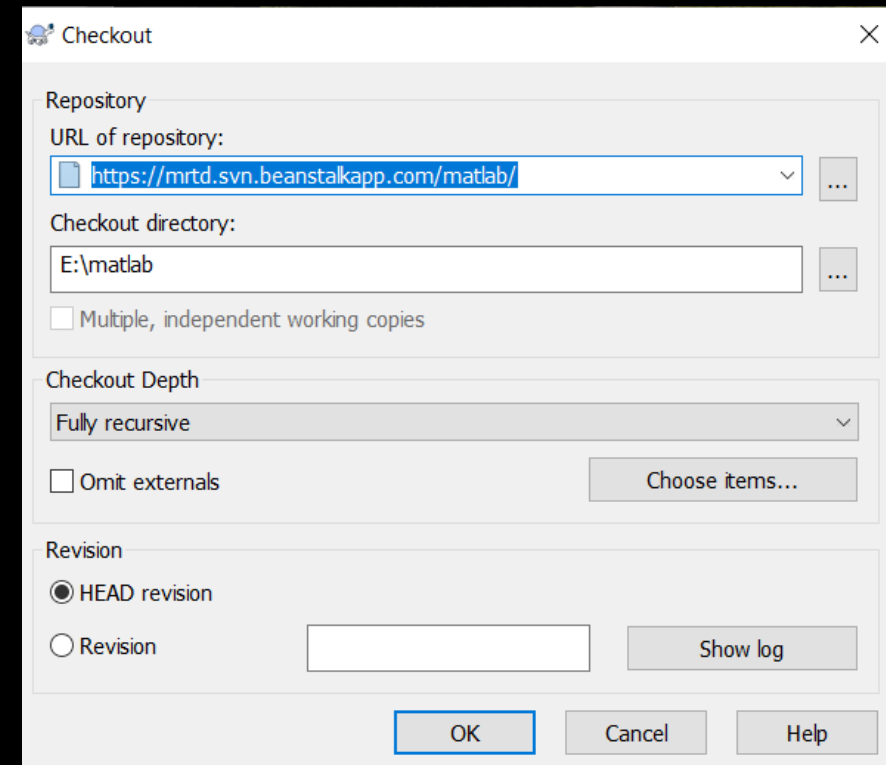 Checkout
Repository
URL of repository:
https://mrtd.svn.beanstalkapp.com/matlab/
...
Checkout directory:
E:\matlab
...
Multiple, independent working copies
Checkout Depth
Fully recursive
Omit externals
Choose items...
Revision
HEAD revision
Revision
Show log
OK
Cancel
Help